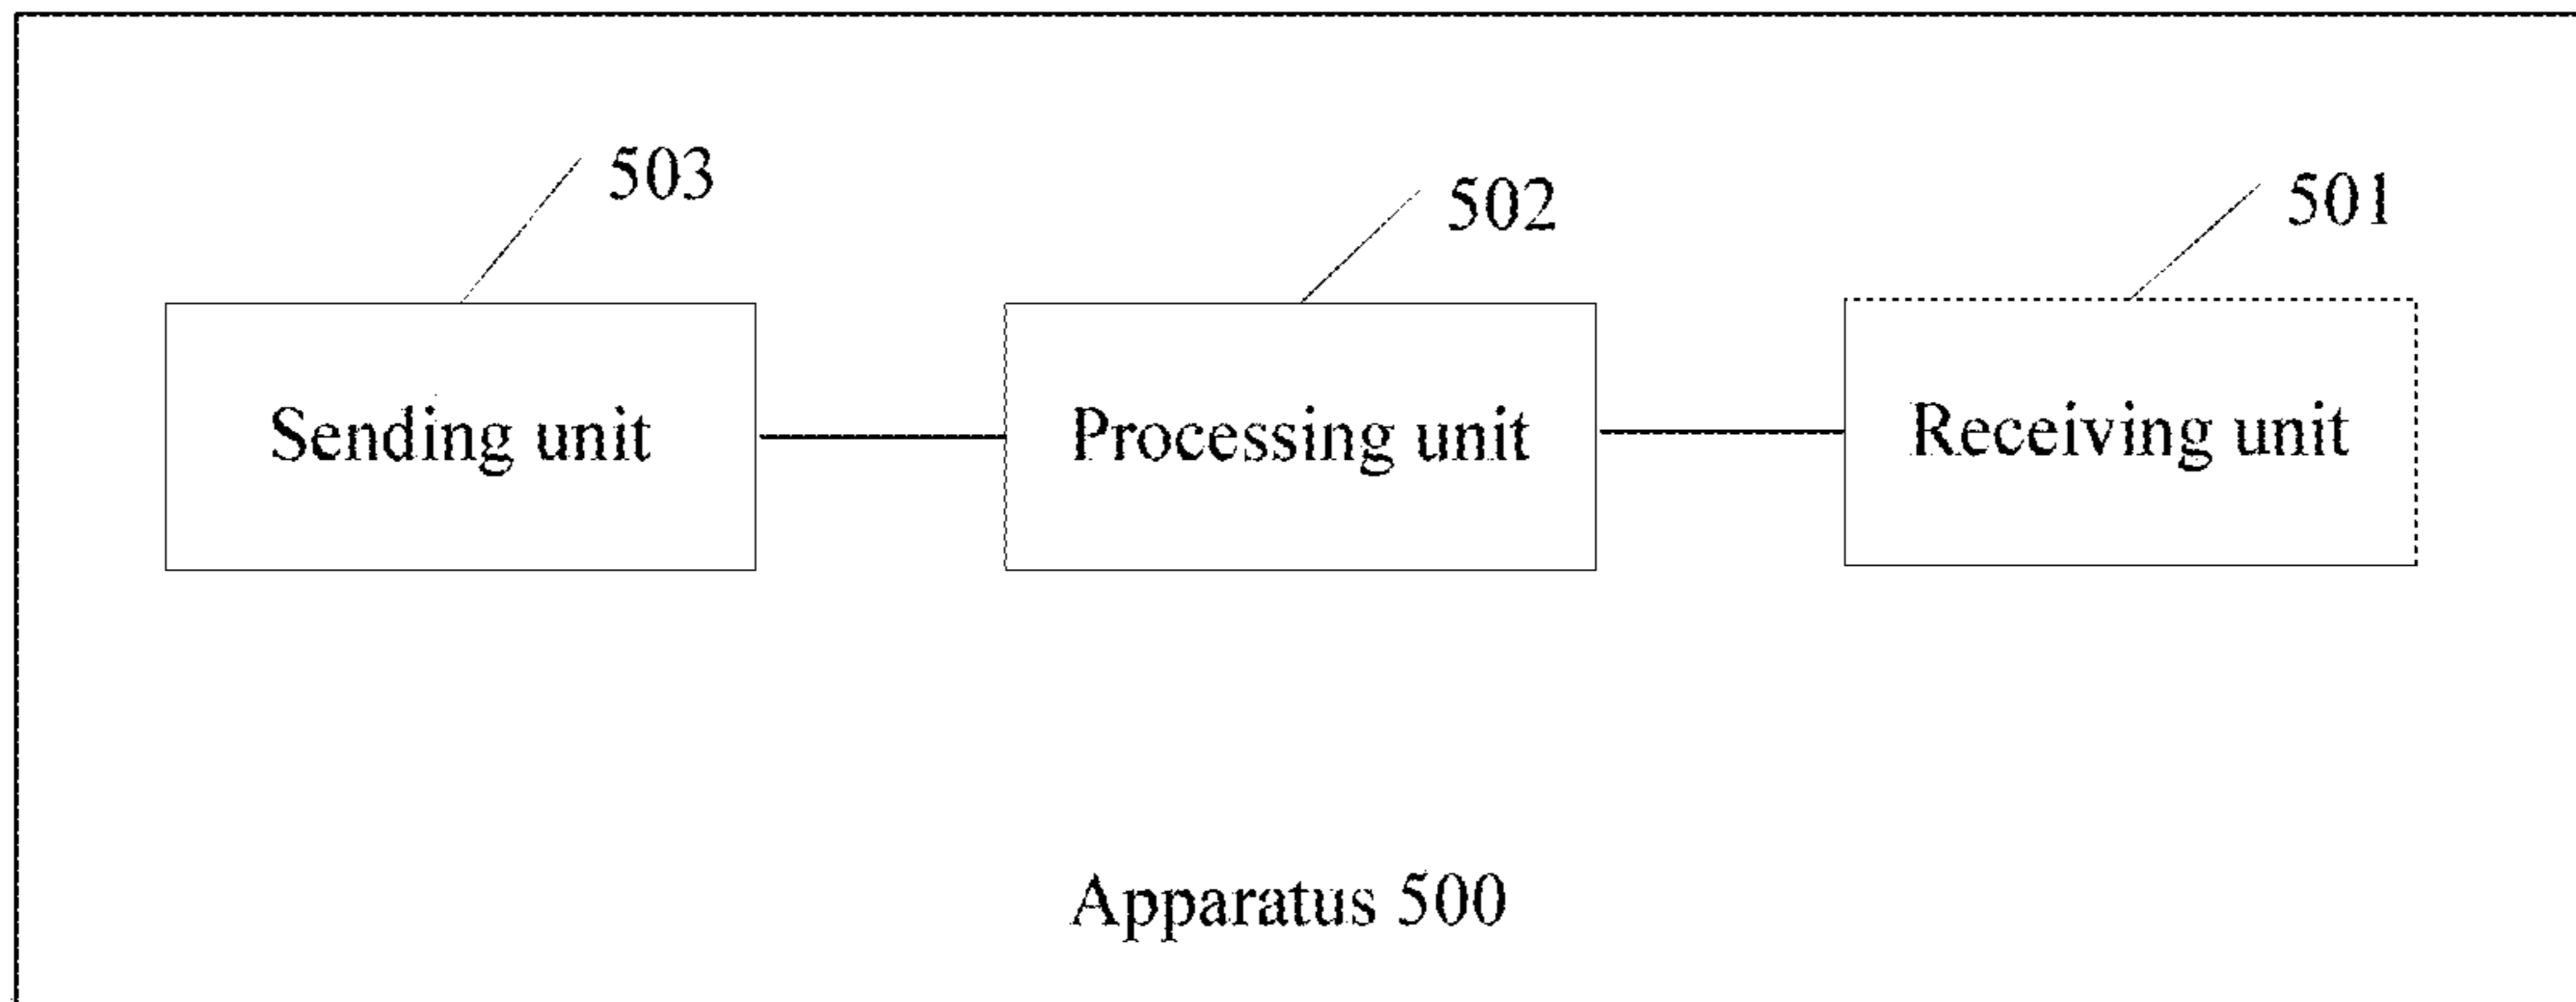 503
502
501
Sending unit
Processing unit
Receiving unit
Apparatus 500